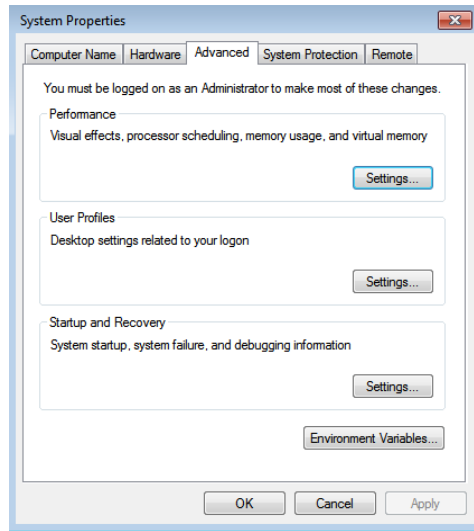 System Properties
Computer Name Hardware Advanced System Protection Remote
You must be logged on as an Administrator to make most of these changes.
Performance
Visual effects, processor scheduling, memory usage, and virtual memory
Settings...
User Profiles
Desktop settings related to your logon
Settings...
Startup and Recovery
System startup, system failure, and debugging information
Settings...
Environment Variables...
OK Cancel Apply